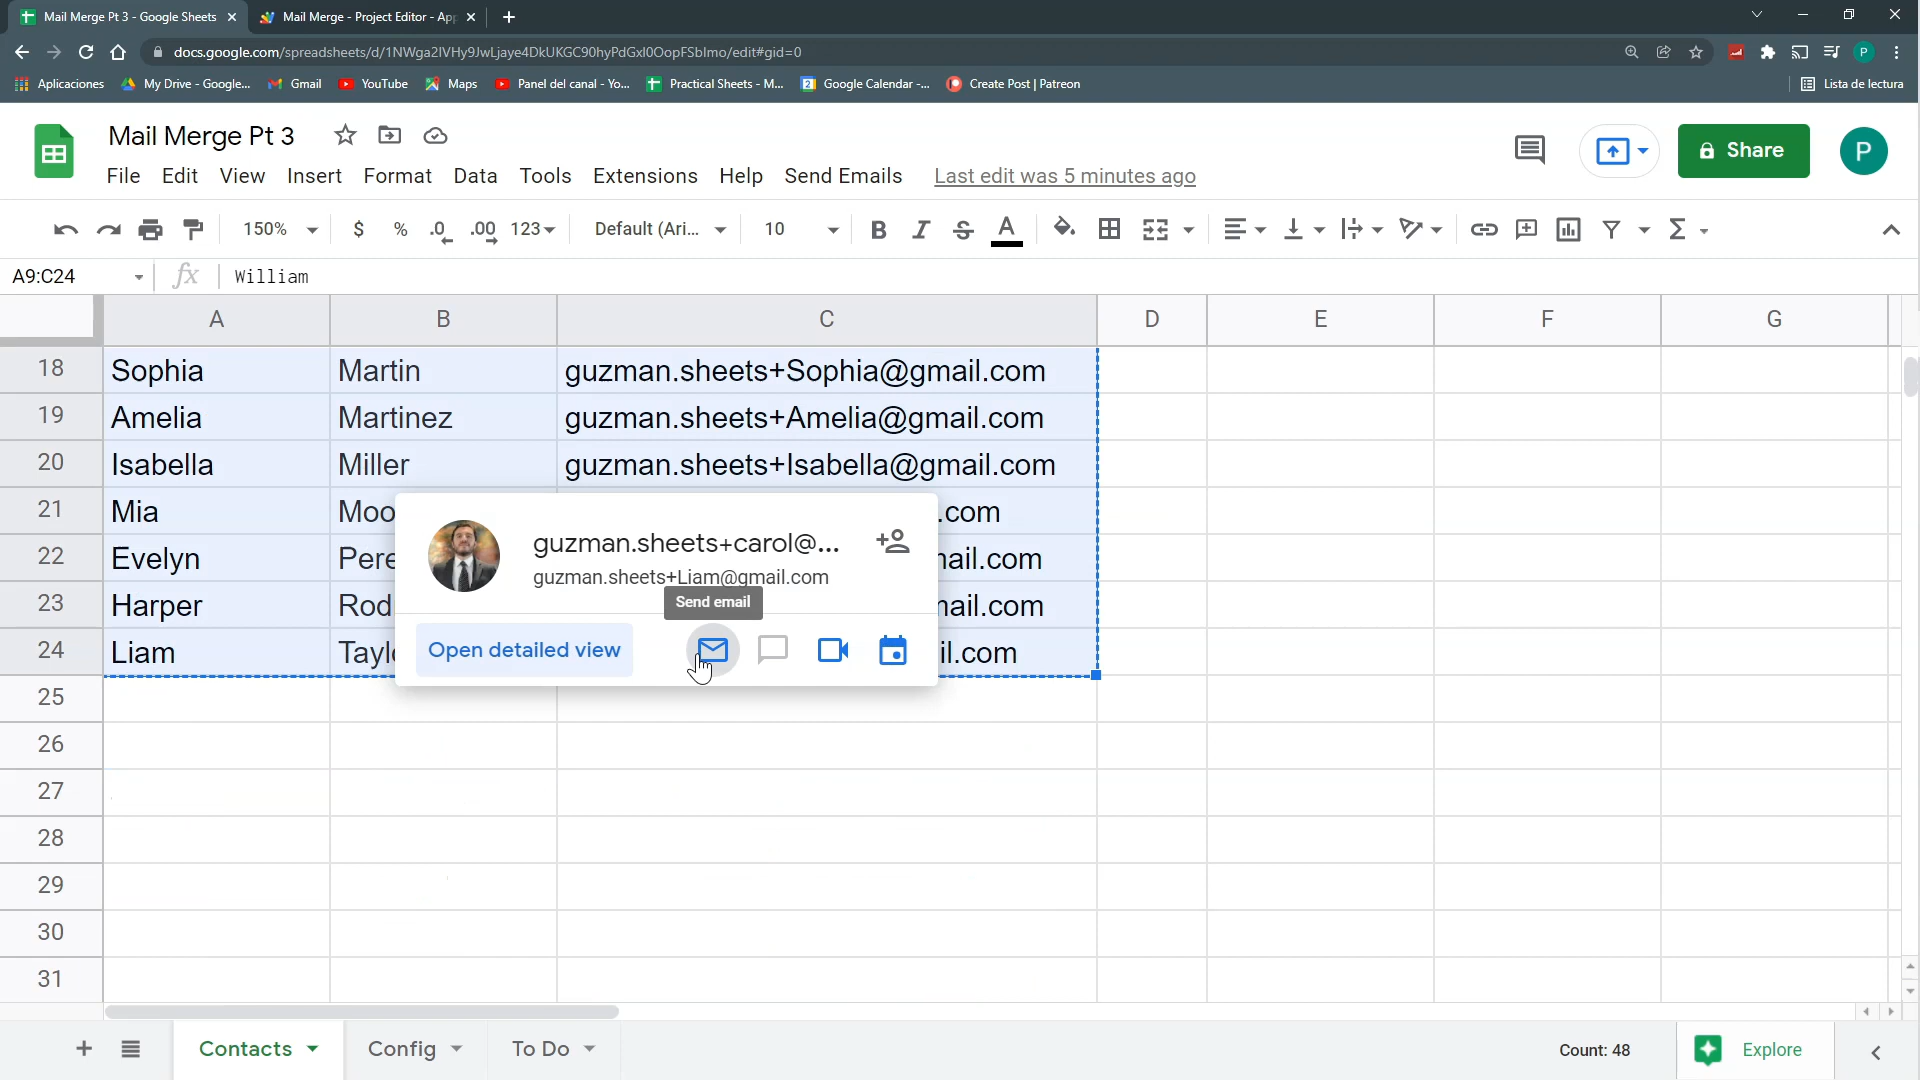 Mail Merge Pt 3 - Google Sheets
Mail Merge - Project Editor - App
docs.google.com/spreadsheets/d/1NWga2IVHy9JwLjaye4DkUKGC90hyPdGxI0OopFSbImo/edit#gid=0
Aplicaciones My Drive - Google... Gmail YouTube Maps Panel del canal - Yo... Practical Sheets - M... Google Calendar -... Create Post | Patreon Lista de lectura
Mail Merge Pt 3
Share
P
File Edit View Insert Format Data Tools Extensions Help Send Emails Last edit was 5 minutes ago
150% $ % .0 .00 123 Default (Ari... 10 B I S A
A9:C24 fx William
A B C D E F G
18 Sophia Martin guzman.sheets+Sophia@gmail.com
19 Amelia Martinez guzman.sheets+Amelia@gmail.com
20 Isabella Miller guzman.sheets+Isabella@gmail.com
21 Mia Moo .com
22 Evelyn Pere ail.com
23 Harper Rod ail.com
24 Liam Tayl il.com
guzman.sheets+carol@...
guzman.sheets+Liam@gmail.com
Send email
Open detailed view
25
26
27
28
29
30
31
Contacts Config To Do Count: 48 Explore